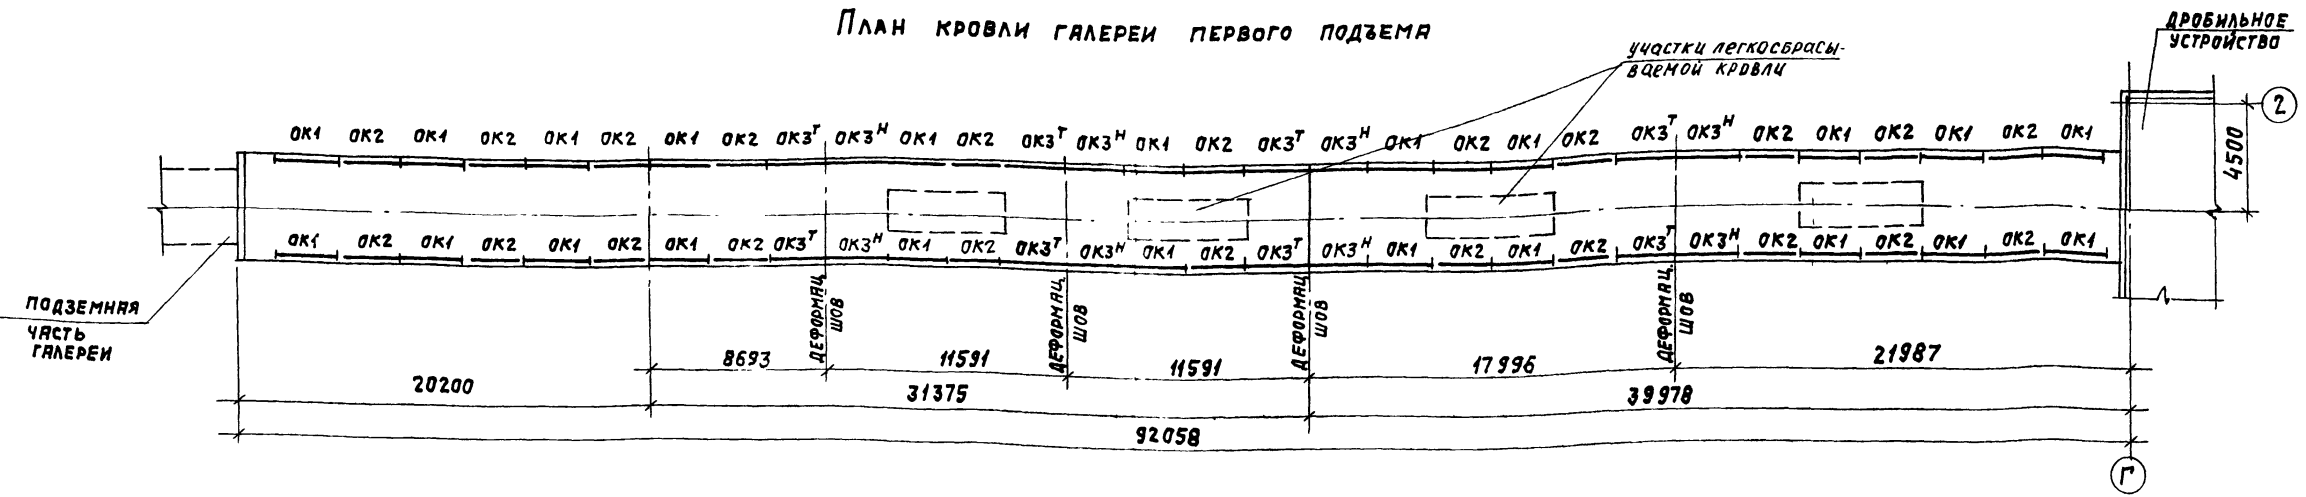 План кровли галереи первого подъема
дробильное
устройство
участки легкосбрасы-
ваемой кровли
ОК1 ОК2 ОК1 ОК2 ОК1 ОК2 ОК1 ОК2 ОК3Т ОК3Н ОК1 ОК2 ОК3Т ОК3Н ОК1 ОК2 ОК3Т ОК3Н ОК1 ОК2 ОК1 ОК2 ОК3Т ОК3Н ОК2 ОК1 ОК2 ОК1 ОК2 ОК1
2
4500
ОК1 ОК2 ОК1 ОК2 ОК1 ОК2 ОК1 ОК2 ОК3Т ОК3Н ОК1 ОК2 ОК3Т ОК3Н ОК1 ОК2 ОК3Т ОК3Н ОК1 ОК2 ОК1 ОК2 ОК3Т ОК3Н ОК2 ОК1 ОК2 ОК1 ОК2 ОК1
подземная
часть
галереи
деформац.
шов
деформац.
шов
деформац.
шов
деформац.
шов
8693 11591 11591 17996 21987
20200 31375 39978
92058
Г